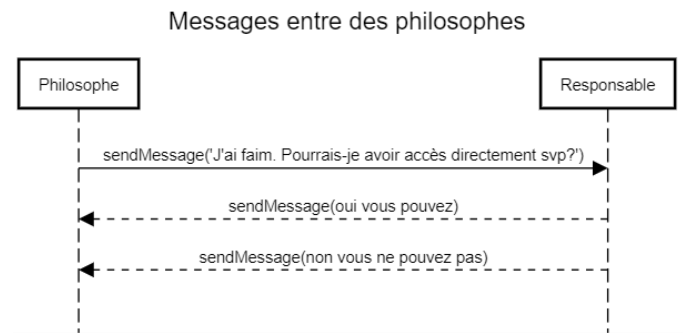 Messages entre des philosophes
Philosophe
Responsable
sendMessage('J'ai faim. Pourrais-je avoir accès directement svp?')
sendMessage(oui vous pouvez)
sendMessage(non vous ne pouvez pas)